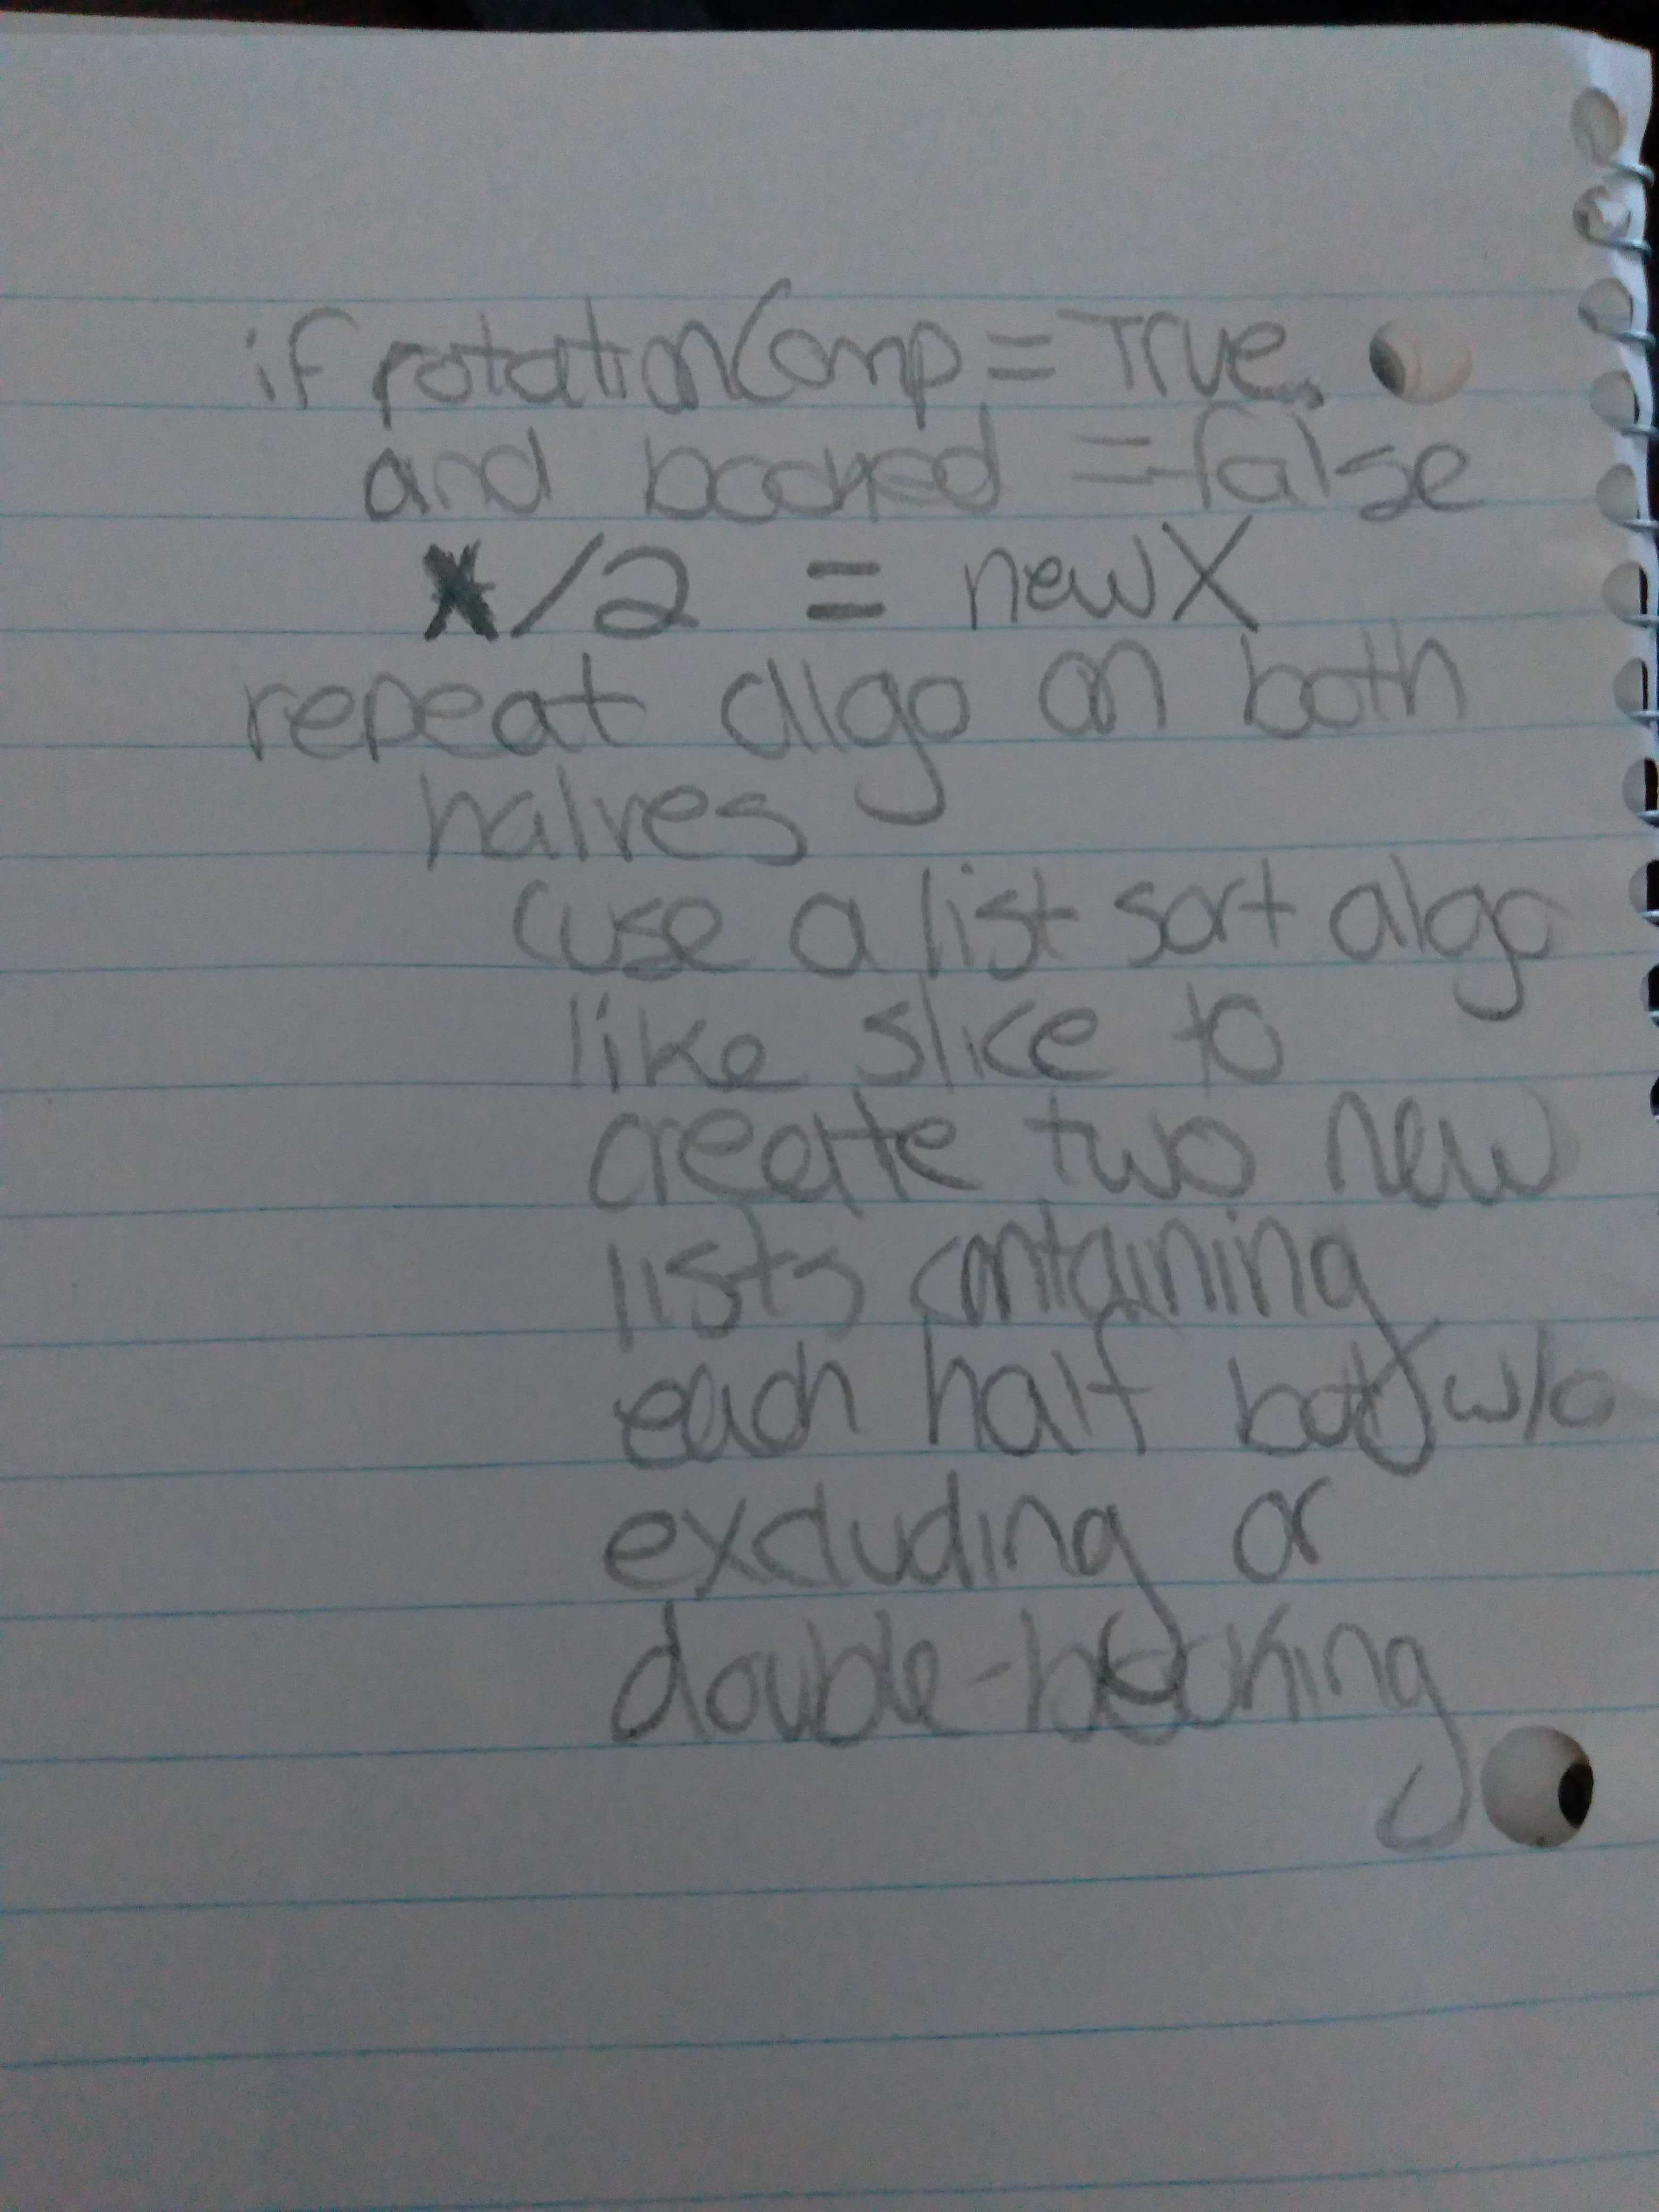 if rotationComp = True,
and booked = false
x/2 = newX
repeat algo on both
halves
(use a list sort algo
like slice to
create two new
lists containing
each half but w/o
excluding or
double-booking